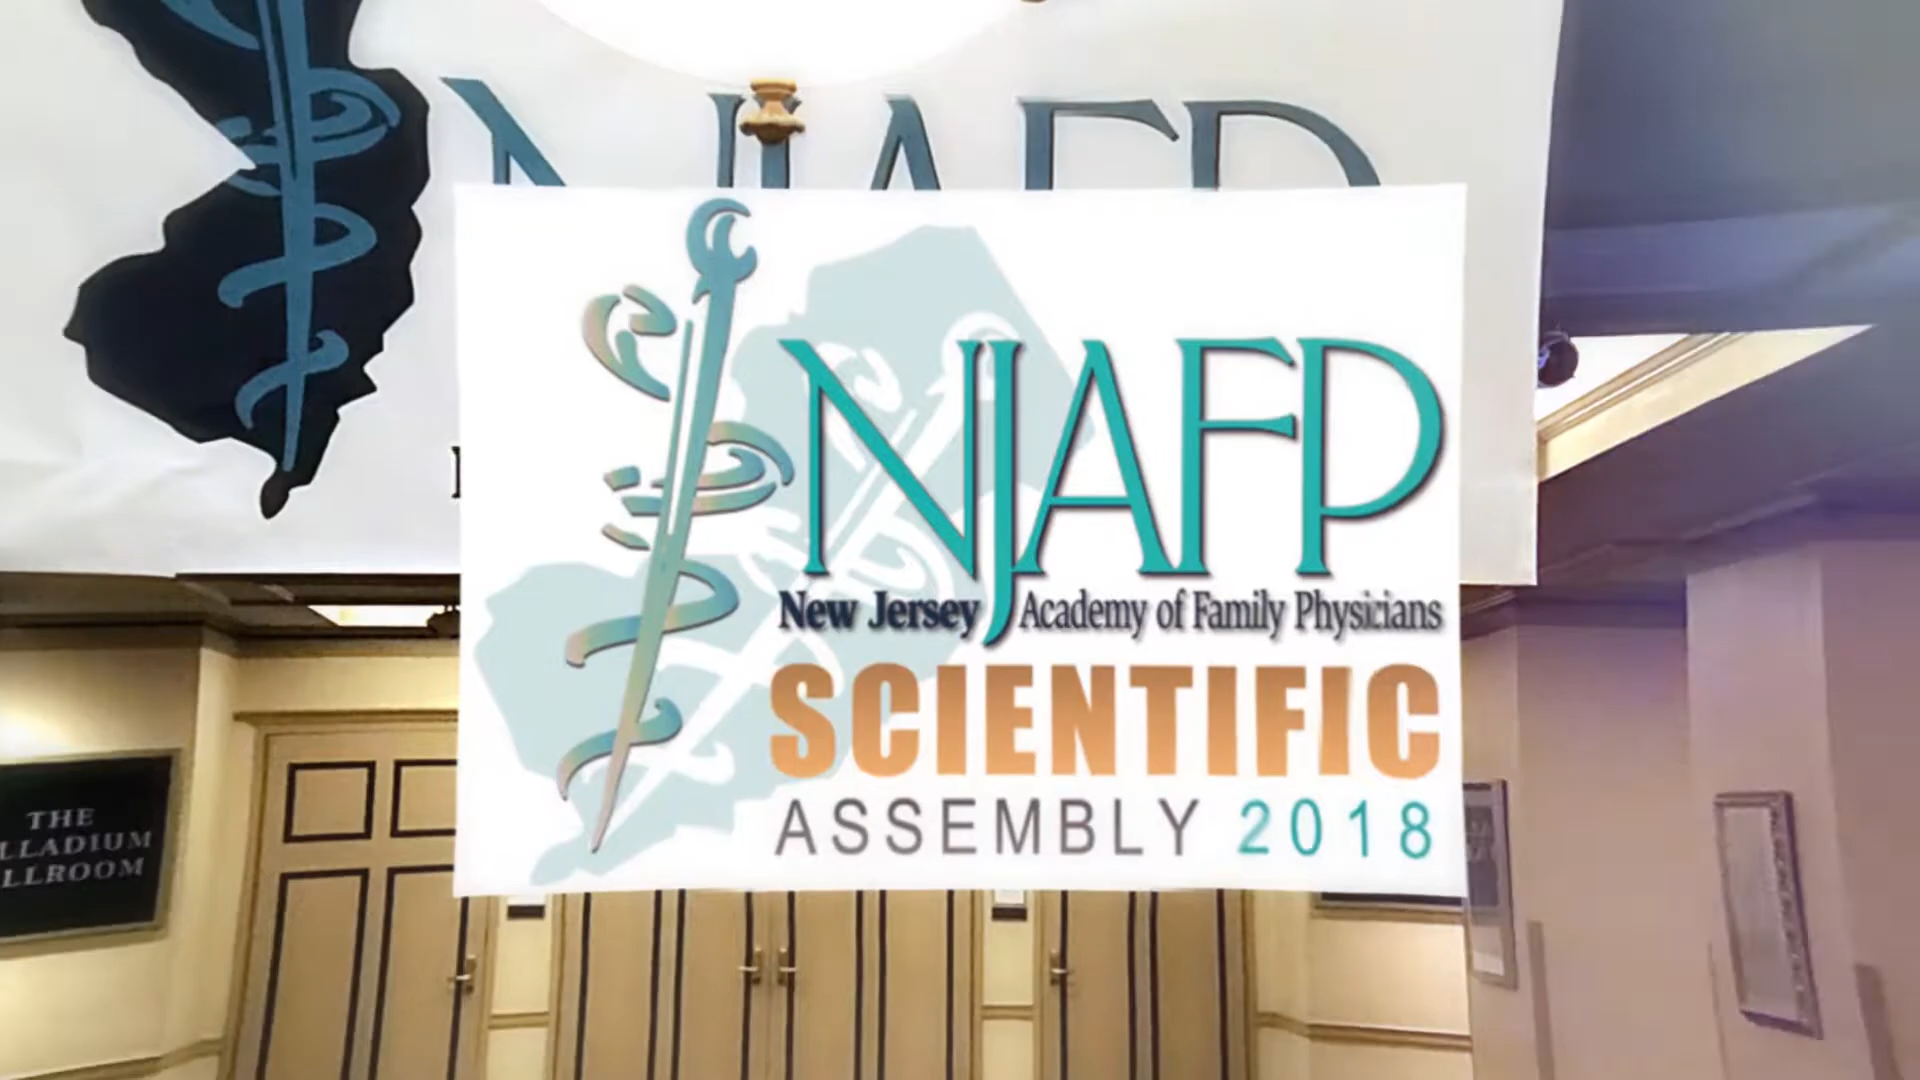 NJAFP
NJAFP
New Jersey Academy of Family Physicians
SCIENTIFIC
ASSEMBLY 2018
THE
LLADIUM
LLROOM